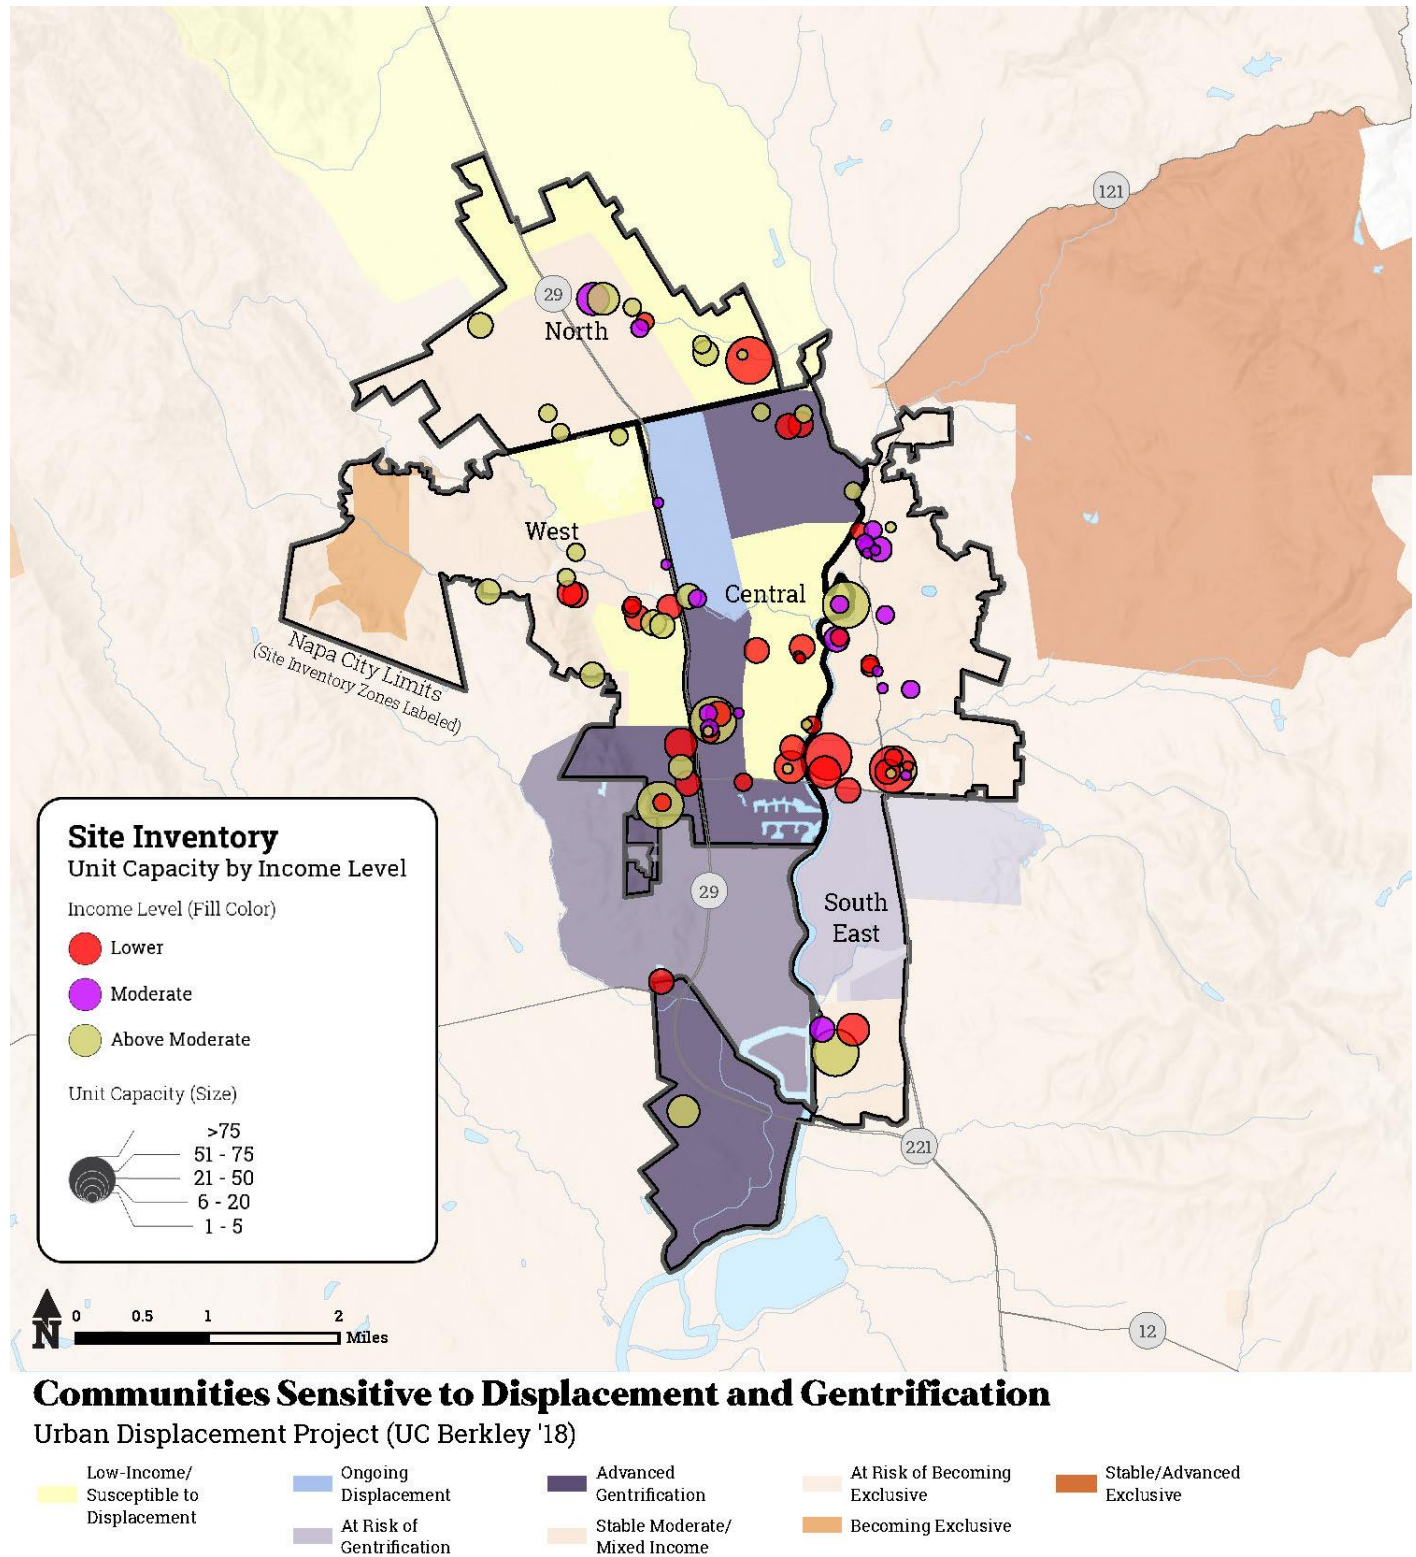 121
29
North
West
Central
Napa City Limits
(Site Inventory Zones Labeled)
29
South
East
221
12
Site Inventory
Unit Capacity by Income Level
Income Level (Fill Color)
Lower
Moderate
Above Moderate
Unit Capacity (Size)
>75
51 - 75
21 - 50
6 - 20
1 - 5
N
0 0.5 1 2
Miles
Communities Sensitive to Displacement and Gentrification
Urban Displacement Project (UC Berkley '18)
Low-Income/
Susceptible to
Displacement
Ongoing
Displacement
At Risk of
Gentrification
Advanced
Gentrification
Stable Moderate/
Mixed Income
At Risk of Becoming
Exclusive
Becoming Exclusive
Stable/Advanced
Exclusive